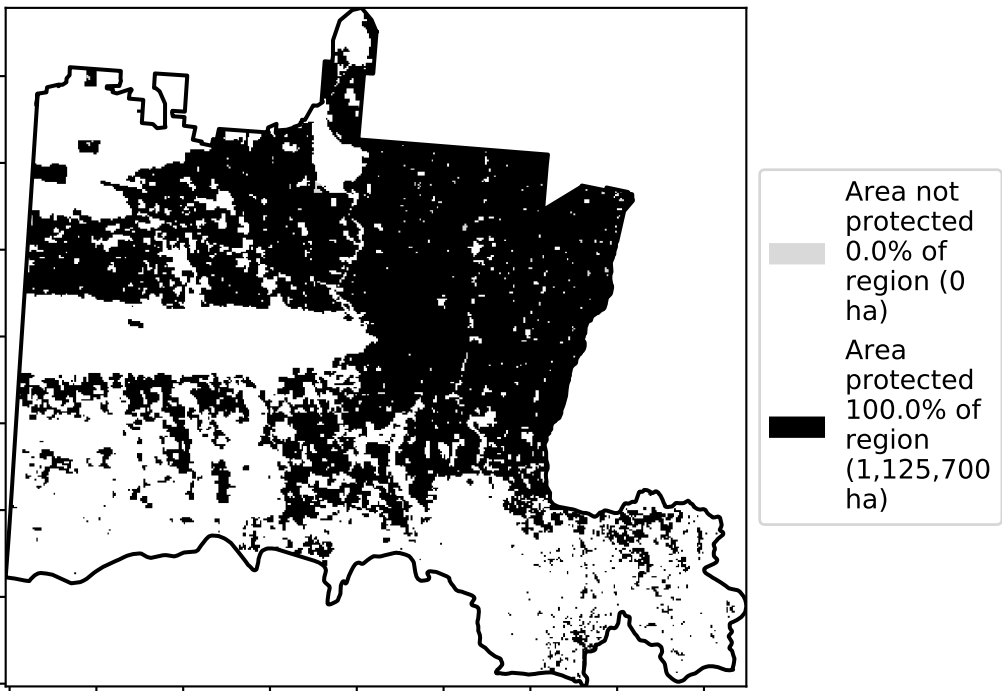 Area not
protected
0.0% of
region (0
ha)
Area
protected
100.0% of
region
(1,125,700
ha)